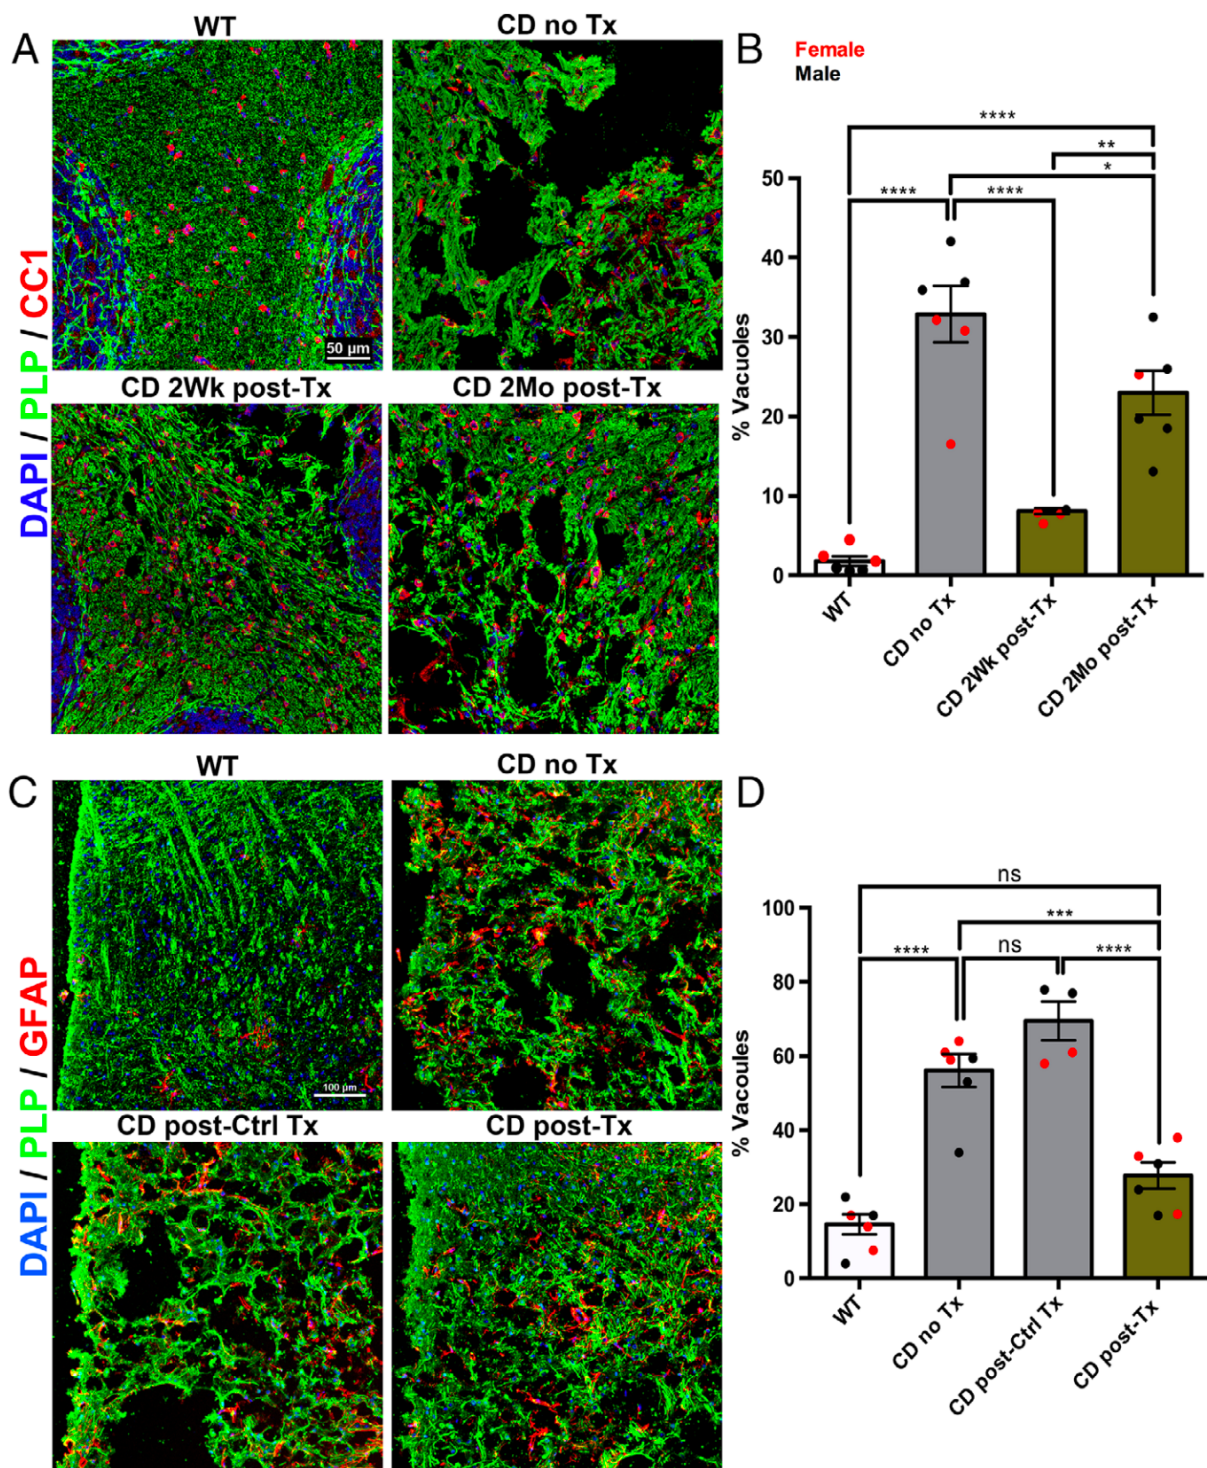 A
WT
CD no Tx
DAPI / PLP / CC1
50 µm
CD 2Wk post-Tx
CD 2Mo post-Tx
B
Female
Male
****
**
*
**** ****
50
40
30
20
10
0
% Vacuoles
WT
CD no Tx
CD 2Wk post-Tx
CD 2Mo post-Tx
C
WT
CD no Tx
DAPI / PLP / GFAP
100 µm
CD post-Ctrl Tx
CD post-Tx
D
ns
***
**** ns ****
100
80
60
40
20
0
% Vacoules
WT
CD no Tx
CD post-Ctrl Tx
CD post-Tx